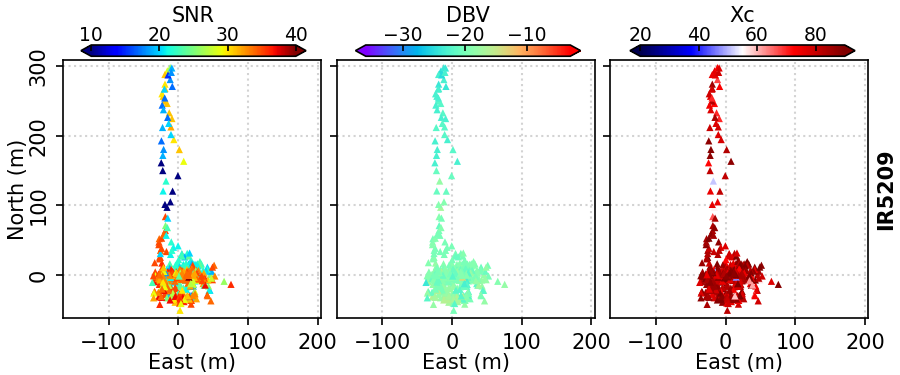 SNR DBV Xc
10 20 30 40 −30 −20 −10 20 40 60 80
300
200
100
0
North (m)
IR5209
−100 0 100 200 −100 0 100 200 −100 0 100 200
East (m) East (m) East (m)